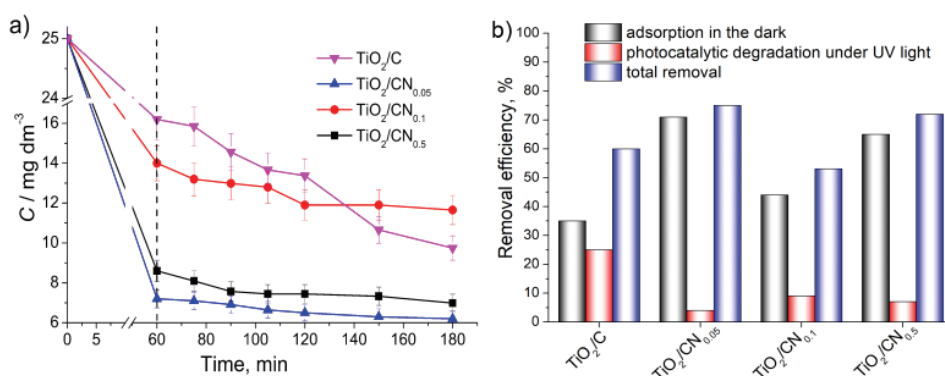 a)
25
24
16
14
12
10
8
6
C / mg dm⁻³
TiO₂/C
TiO₂/CN₀.₀₅
TiO₂/CN₀.₁
TiO₂/CN₀.₅
0 5 60 80 100 120 140 160 180
Time, min
b)
adsorption in the dark
photocatalytic degradation under UV light
total removal
100
90
80
70
60
50
40
30
20
10
0
Removal efficiency, %
TiO₂/C
TiO₂/CN₀.₀₅
TiO₂/CN₀.₁
TiO₂/CN₀.₅